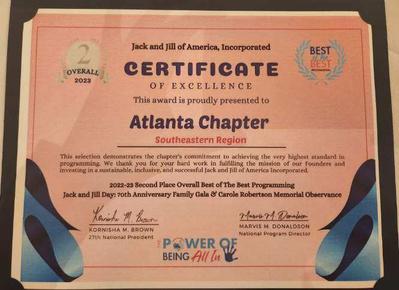 Jack and Jill of America, Incorporated
2
OVERALL
2023
BEST
of the
BEST
CERTIFICATE
OF EXCELLENCE
This award is proudly presented to
Atlanta Chapter
Southeastern Region
This selection demonstrates the chapter's commitment to achieving the very highest standard in
programming. We thank you for your hard work in fulfilling the mission of our founders and
investing in a sustainable, inclusive, and successful Jack and Jill of America Incorporated.
2022-23 Second Place Overall Best of The Best Programming
Jack and Jill Day: 70th Anniversary Family Gala & Carole Robertson Memorial Observance
Kornisha M. Brown
Marvis M. Donaldson
KORNISHA M. BROWN
MARVIS M. DONALDSON
27th National President
National Program Director
THE POWER OF
BEING All In